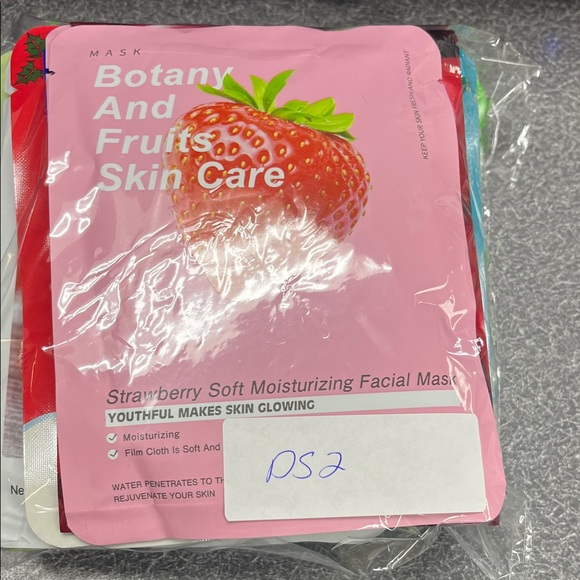 MASK
Botany
And
Fruits
Skin Care
KEEP YOUR SKIN FRESH AND RADIANT
Strawberry Soft Moisturizing Facial Mask
YOUTHFUL MAKES SKIN GLOWING
Moisturizing
Film Cloth Is Soft And
WATER PENETRATES TO TH
REJUVENATE YOUR SKIN
DS2
Ne